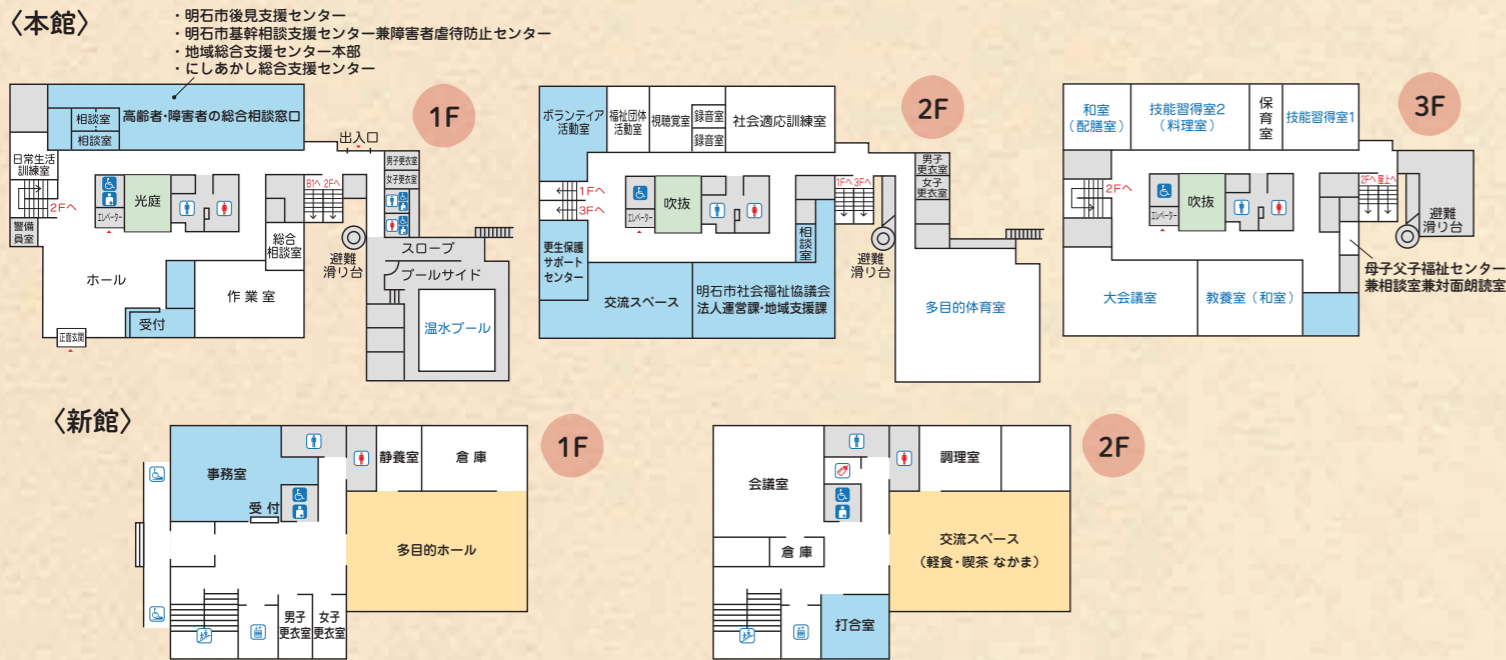 〈本館〉
・明石市後見支援センター
・明石市基幹相談支援センター兼障害者虐待防止センター
・地域総合支援センター本部
・にしあかし総合支援センター
1F
相談室
相談室
高齢者・障害者の総合相談窓口
出入口
日常生活
訓練室
2Fへ
警備
員室
エレベーター
光庭
B1へ
2Fへ
男子更衣室
女子更衣室
総合
相談室
避難
滑り台
スロープ
プールサイド
温水プール
ホール
作業室
受付
正面玄関
2F
ボランティア
活動室
福祉団体
活動室
視聴覚室
録音室
録音室
社会適応訓練室
男子
更衣室
女子
更衣室
1Fへ
3Fへ
エレベーター
吹抜
1Fへ
3Fへ
相談室
避難
滑り台
更生保護
サポート
センター
交流スペース
明石市社会福祉協議会
法人運営課・地域支援課
多目的体育室
3F
和室
（配膳室）
技能習得室2
（料理室）
保育室
技能習得室1
2Fへ
エレベーター
吹抜
2Fへ
屋上へ
避難
滑り台
母子父子福祉センター
兼相談室兼対面朗読室
大会議室
教養室（和室）
〈新館〉
1F
事務室
受付
静養室
倉庫
多目的ホール
男子
更衣室
女子
更衣室
2F
会議室
調理室
倉庫
交流スペース
（軽食・喫茶 なかま）
打合室